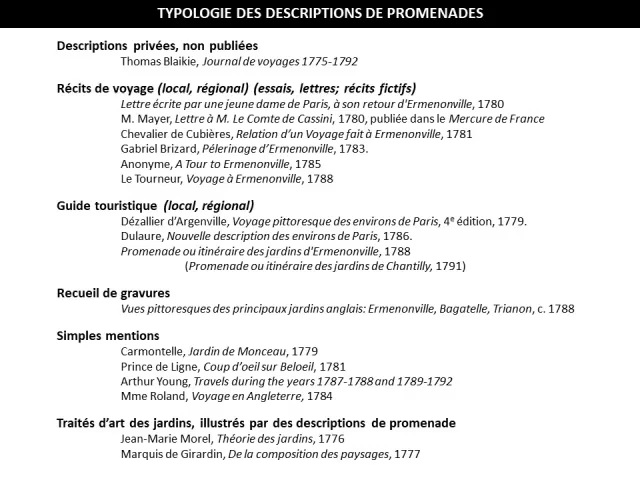 TYPOLOGIE DES DESCRIPTIONS DE PROMENADES
Descriptions privées, non publiées
Thomas Blaikie, Journal de voyages 1775-1792
Récits de voyage (local, régional) (essais, lettres; récits fictifs)
Lettre écrite par une jeune dame de Paris, à son retour d'Ermenonville, 1780
M. Mayer, Lettre à M. Le Comte de Cassini, 1780, publiée dans le Mercure de France
Chevalier de Cubières, Relation d'un Voyage fait à Ermenonville, 1781
Gabriel Brizard, Pélerinage d'Ermenonville, 1783.
Anonyme, A Tour to Ermenonville, 1785
Le Tourneur, Voyage à Ermenonville, 1788
Guide touristique (local, régional)
Dézallier d'Argenville, Voyage pittoresque des environs de Paris, 4e édition, 1779.
Dulaure, Nouvelle description des environs de Paris, 1786.
Promenade ou itinéraire des jardins d'Ermenonville, 1788
(Promenade ou itinéraire des jardins de Chantilly, 1791)
Recueil de gravures
Vues pittoresques des principaux jardins anglais: Ermenonville, Bagatelle, Trianon, c. 1788
Simples mentions
Carmontelle, Jardin de Monceau, 1779
Prince de Ligne, Coup d'oeil sur Beloeil, 1781
Arthur Young, Travels during the years 1787-1788 and 1789-1792
Mme Roland, Voyage en Angleterre, 1784
Traités d'art des jardins, illustrés par des descriptions de promenade
Jean-Marie Morel, Théorie des jardins, 1776
Marquis de Girardin, De la composition des paysages, 1777